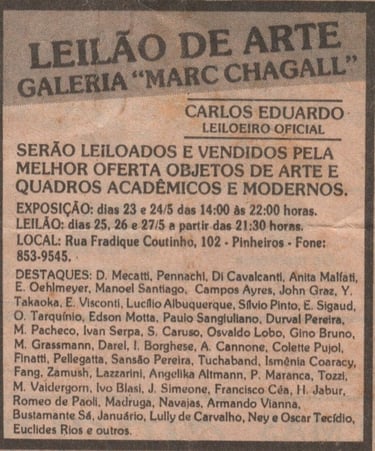 LEILÃO DE ARTE
GALERIA "MARC CHAGALL"
CARLOS EDUARDO
LEILOEIRO OFICIAL
SERÃO LEILOADOS E VENDIDOS PELA
MELHOR OFERTA OBJETOS DE ARTE E
QUADROS ACADÊMICOS E MODERNOS.
EXPOSIÇÃO: dias 23 e 24/5 das 14:00 às 22:00 horas.
LEILÃO: dias 25, 26 e 27/5 a partir das 21:30 horas.
LOCAL: Rua Fradique Coutinho, 102 - Pinheiros - Fone:
853-9545.
DESTAQUES: D. Mecatti, Pennachi, Di Cavalcanti, Anita Malfati,
E. Oehlmeyer, Manoel Santiago, Campos Ayres, John Graz, Y.
Takaoka, E. Visconti, Lucílio Albuquerque, Sílvio Pinto, E. Sigaud,
O. Tarquínio, Edson Motta, Paulo Sangiuliano, Durval Pereira,
M. Pacheco, Ivan Serpa, S. Caruso, Osvaldo Lobo, Gino Bruno,
M. Grassmann, Darel, I. Borghese, A. Cannone, Colette Pujol,
Finatti, Pellegatta, Sansão Pereira, Tuchaband, Ismênia Coaracy,
Fang, Zamush, Lazzarini, Angelika Altmann, P. Maranca, Tozzi,
M. Vaidergorn, Ivo Blasi, J. Simeone, Francisco Céa, H. Jabur,
Romeo de Paoli, Madruga, Navajas, Armando Vianna,
Bustamante Sá, Januário, Lully de Carvalho, Ney e Oscar Tecídio,
Euclides Rios e outros.